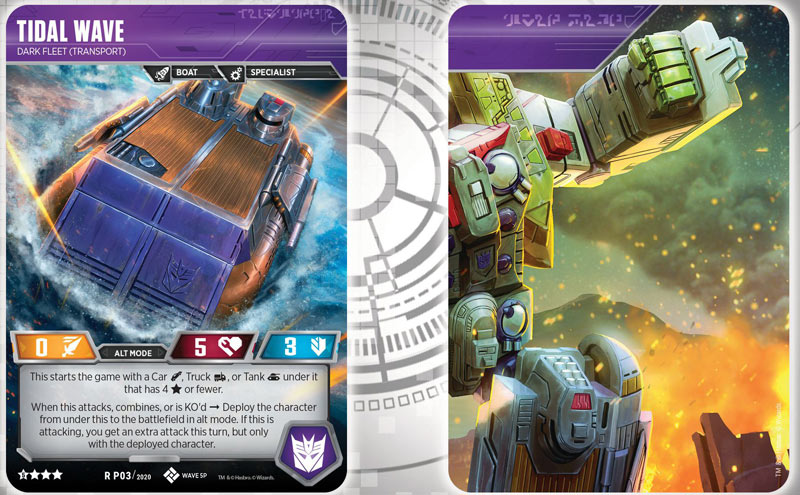 TIDAL WAVE
DARK FLEET (TRANSPORT)
BOAT
SPECIALIST
0
ALT MODE
5
3
This starts the game with a Car , Truck , or Tank under it
that has 4 ★ or fewer.
When this attacks, combines, or is KO'd → Deploy the character
from under this to the battlefield in alt mode. If this is
attacking, you get an extra attack this turn, but only
with the deployed character.
R P03/2020
WAVE SP
TM & © Hasbro. © Wizards.